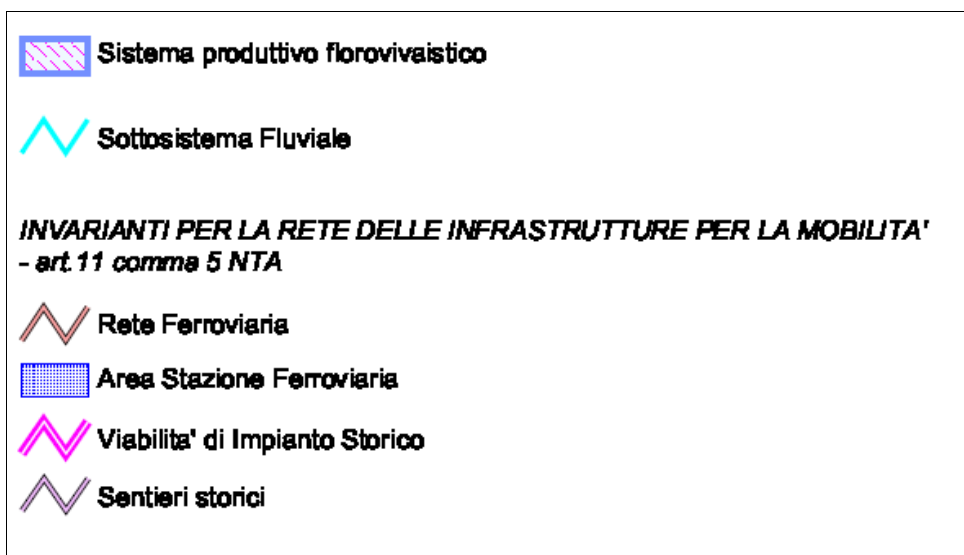 Sistema produttivo florovivaistico
Sottosistema Fluviale
INVARIANTI PER LA RETE DELLE INFRASTRUTTURE PER LA MOBILITA'
- art.11 comma 5 NTA
Rete Ferroviaria
Area Stazione Ferroviaria
Viabilita' di Impianto Storico
Sentieri storici